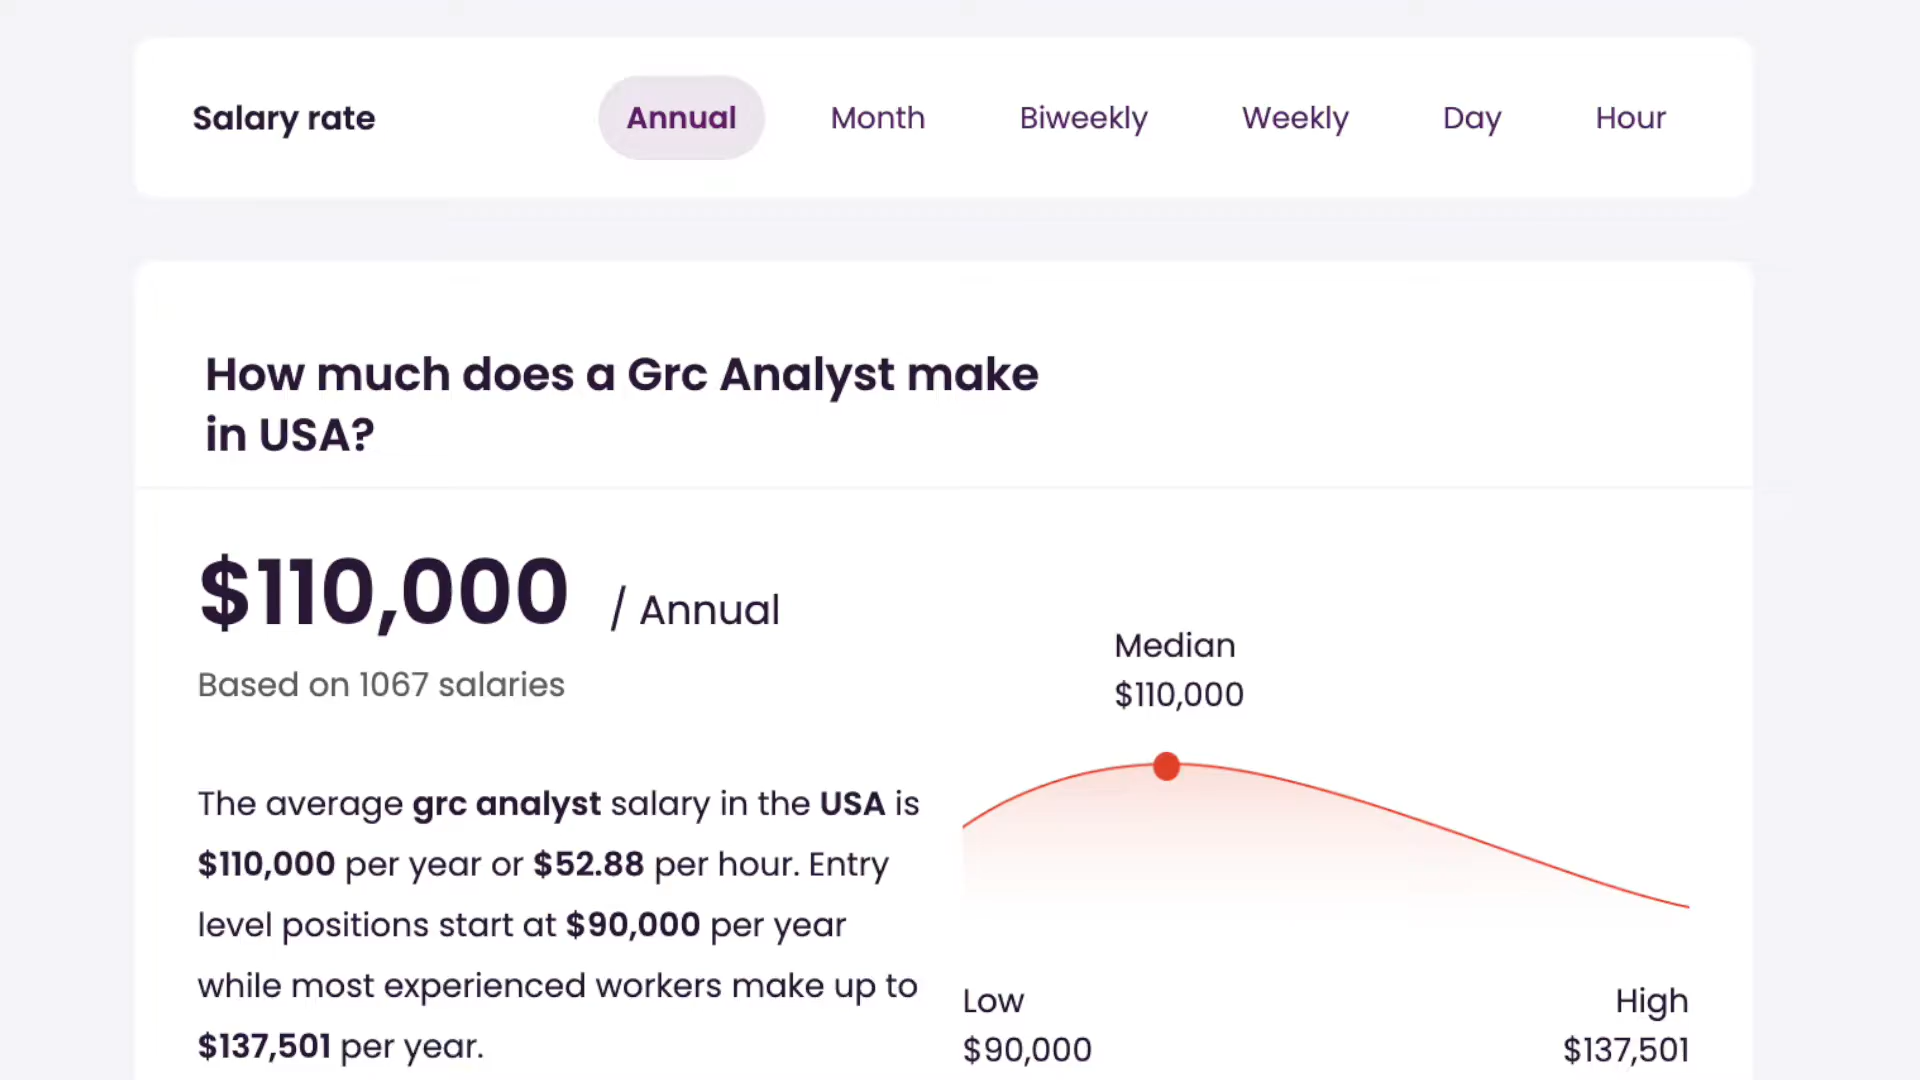 Salary rate Annual Month Biweekly Weekly Day Hour
How much does a Grc Analyst make
in USA?
$110,000 / Annual
Based on 1067 salaries
The average grc analyst salary in the USA is
$110,000 per year or $52.88 per hour. Entry
level positions start at $90,000 per year
while most experienced workers make up to
$137,501 per year.
Median
$110,000
Low
$90,000
High
$137,501